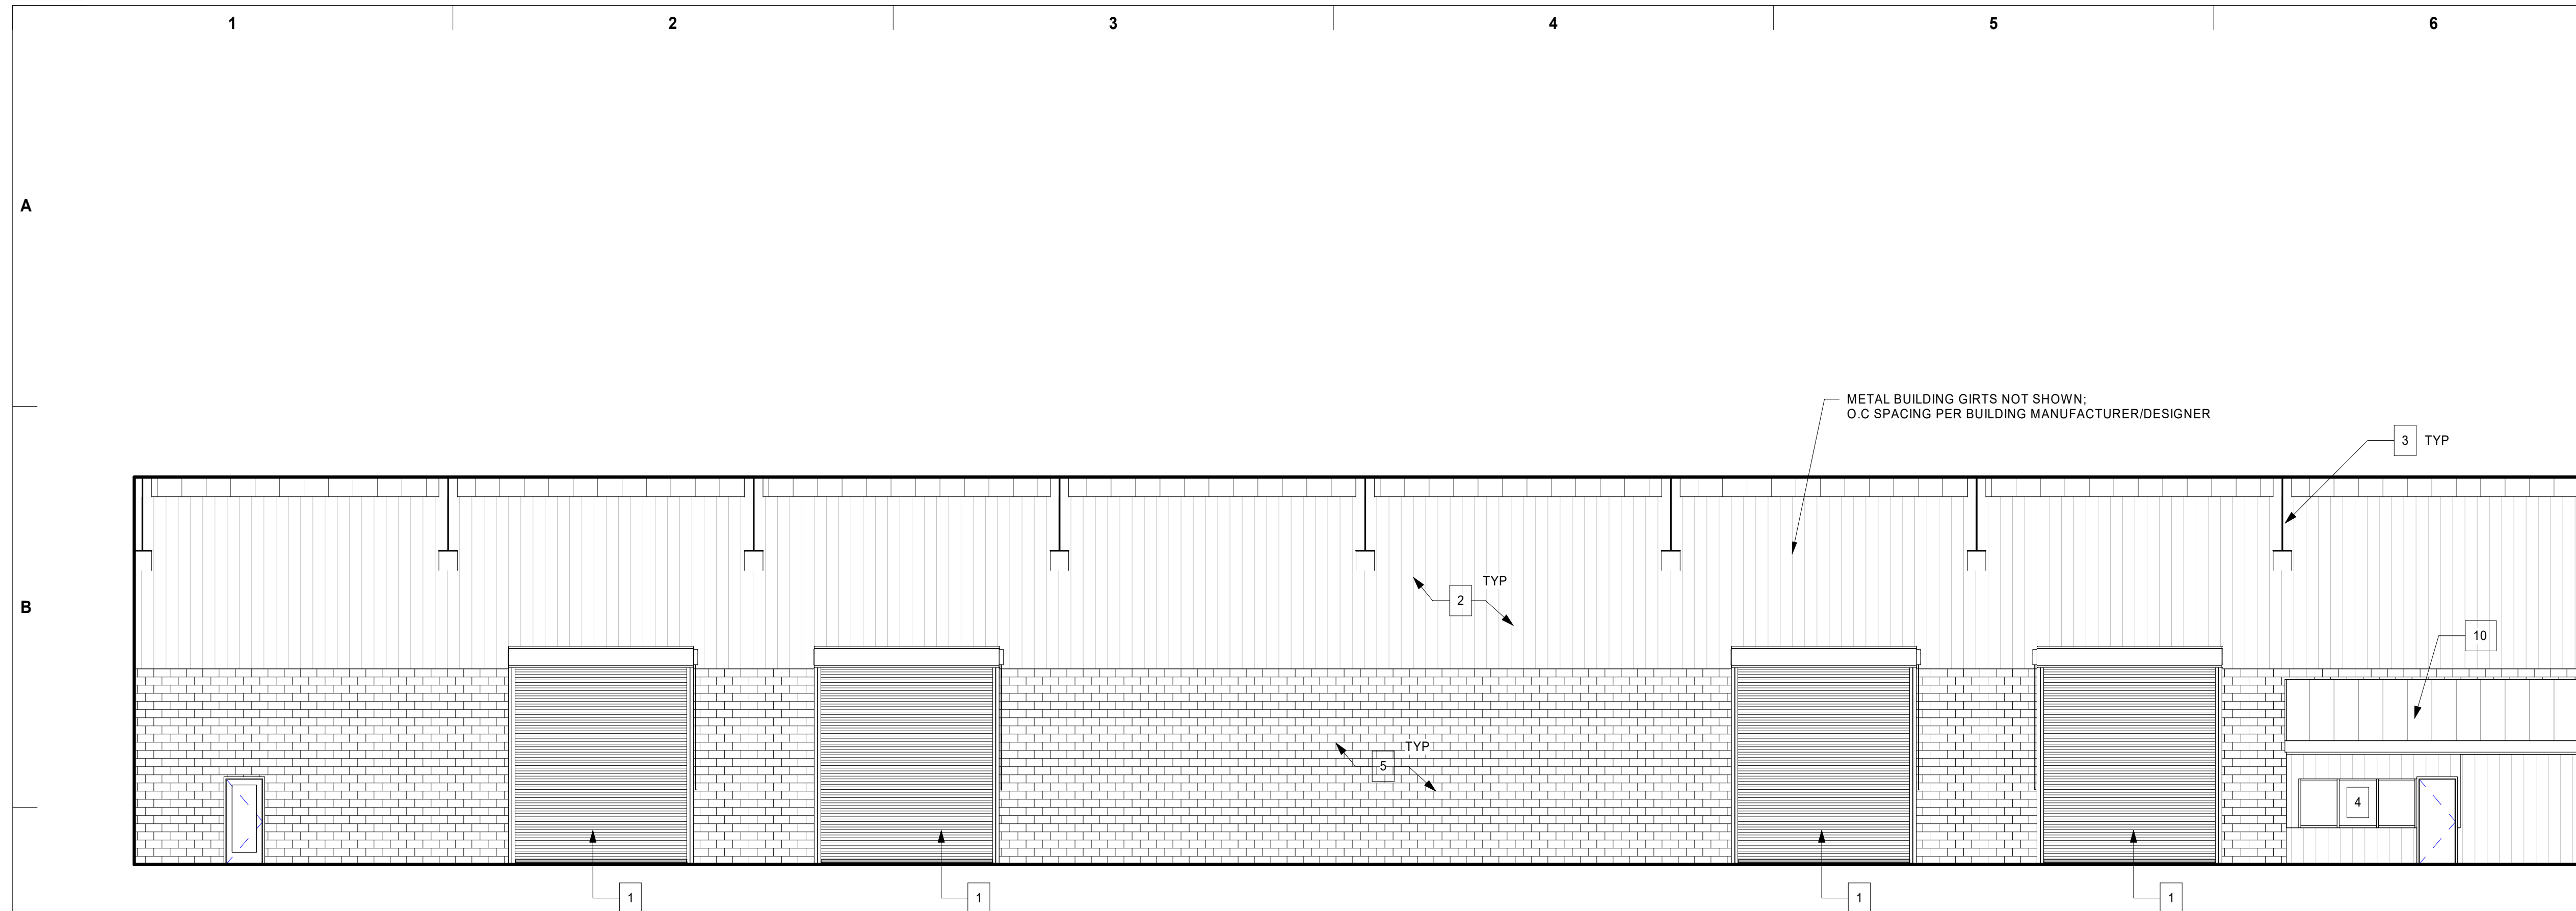 1 2 3 4 5 6
A
METAL BUILDING GIRTS NOT SHOWN;
O.C SPACING PER BUILDING MANUFACTURER/DESIGNER
3 TYP
TYP
2
B
10
TYP
5
4
1 1 1 1